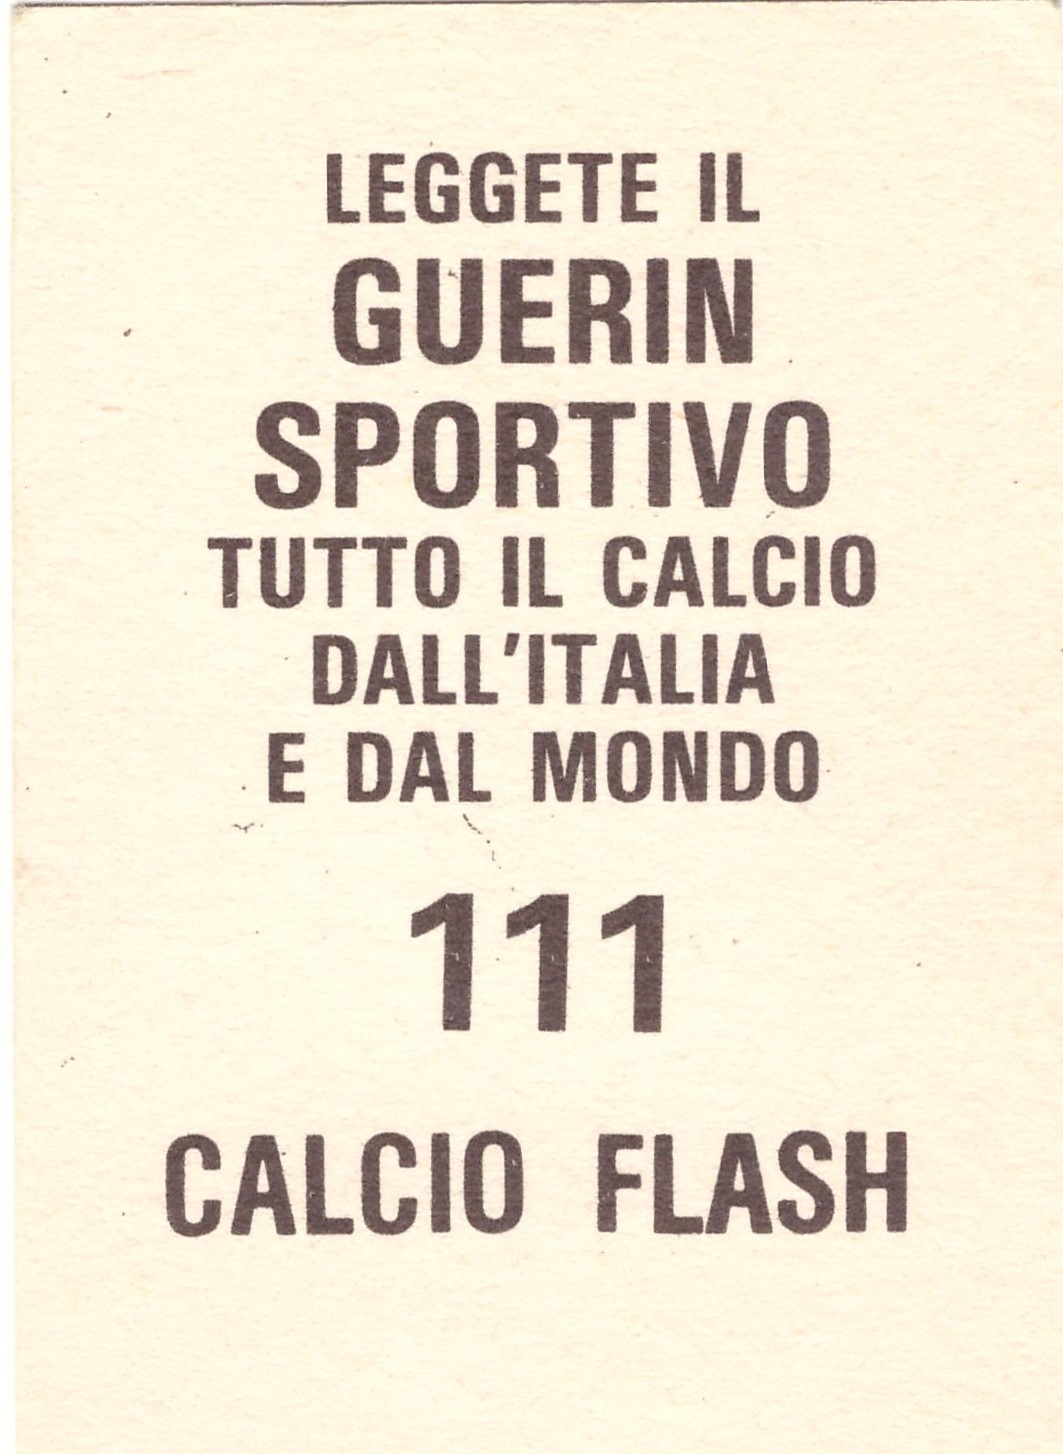 LEGGETE IL
GUERIN
SPORTIVO
TUTTO IL CALCIO
DALL'ITALIA
E DAL MONDO
111
CALCIO FLASH